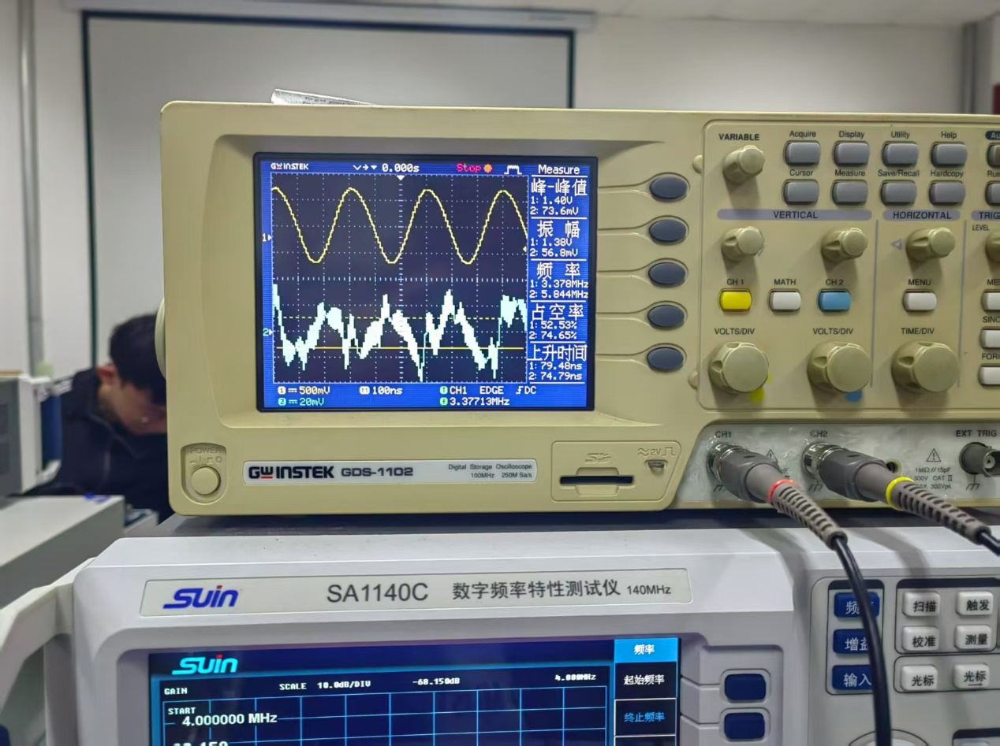 GW INSTEK
0.000s
Stop
Measure
峰-峰值
1: 1.40V
2: 73.6mV
振 幅
1: 1.38V
2: 56.8mV
频 率
1: 3.378MHz
2: 5.844MHz
占空率
1: 52.53%
2: 74.65%
上升时间
1: 79.48ns
2: 74.79ns
1
2
1 500mV
M 100ns
T CH1 EDGE DC
2 20mV
f 3.37713MHz
VARIABLE
Acquire
Display
Utility
Help
Cursor
Measure
Save/Recall
Hardcopy
VERTICAL
HORIZONTAL
LEVEL
CH 1
MATH
CH 2
MENU
VOLTS/DIV
VOLTS/DIV
TIME/DIV
CH1
CH2
EXT TRIG
POWER
GW INSTEK GDS-1102
Digital Storage Oscilloscope
100MHz 250M Sa/s
SD
≈2V
1MΩ//15pF
300V CAT II
300Vpk
SUIN
SA1140C 数字频率特性测试仪 140MHz
扫描
触发
增益
校准
测量
输入
光标
光标
SUIN
GAIN
SCALE 10.0dB/DIV
-68.150dB
4.000MHz
START
4.000000 MHz
频率
起始频率
终止频率